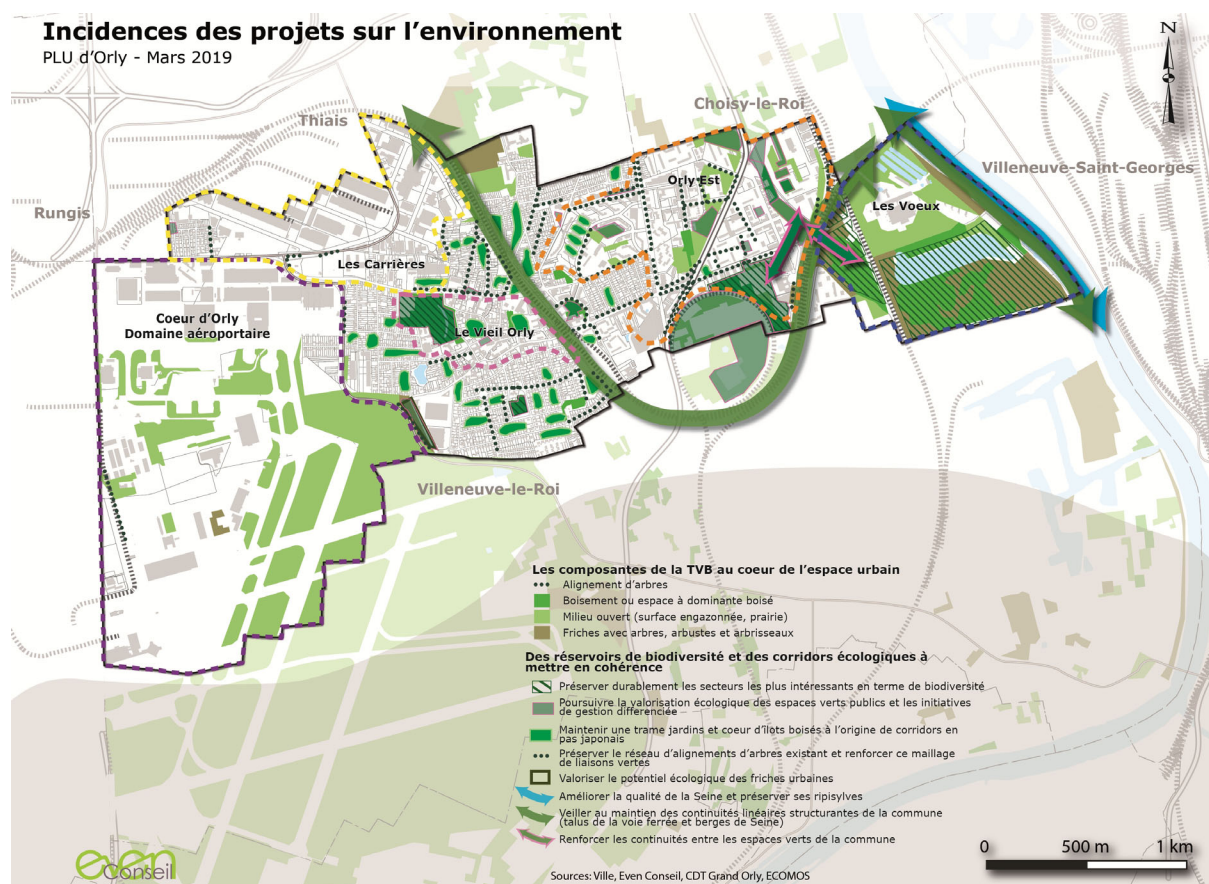 Incidences des projets sur l'environnement
PLU d'Orly - Mars 2019
N
Choisy-le-Roi
Thiais
Villeneuve-Saint-Georges
Orly Est
Rungis
Les Voeux
Les Carrières
Coeur d'Orly
Domaine aéroportaire
Le Vieil Orly
Villeneuve-le-Roi
Les composantes de la TVB au coeur de l'espace urbain
Alignement d'arbres
Boisement ou espace à dominante boisé
Milieu ouvert (surface engazonnée, prairie)
Friches avec arbres, arbustes et arbrisseaux
Des réservoirs de biodiversité et des corridors écologiques à
mettre en cohérence
Préserver durablement les secteurs les plus intéressants en terme de biodiversité
Poursuivre la valorisation écologique des espaces verts publics et les initiatives
de gestion différenciée
Maintenir une trame jardins et coeur d'îlots boisés à l'origine de corridors en
pas japonais
Préserver le réseau d'alignements d'arbres existant et renforcer ce maillage
de liaisons vertes
Valoriser le potentiel écologique des friches urbaines
Améliorer la qualité de la Seine et préserver ses ripisylves
Veiller au maintien des continuités linéaires structurantes de la commune
(talus de la voie ferrée et berges de Seine)
Renforcer les continuités entre les espaces verts de la commune
0 500 m 1 km
even
Conseil
Sources: Ville, Even Conseil, CDT Grand Orly, ECOMOS